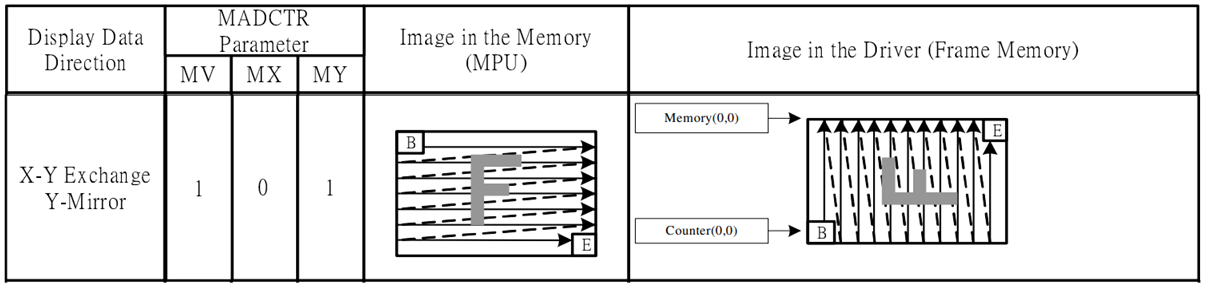 Display Data
Direction
MADCTR
Parameter
MV MX MY
Image in the Memory
(MPU)
Image in the Driver (Frame Memory)
X-Y Exchange
Y-Mirror
1 0 1
B
F
E
Memory(0,0)
Counter(0,0)
E
F
B